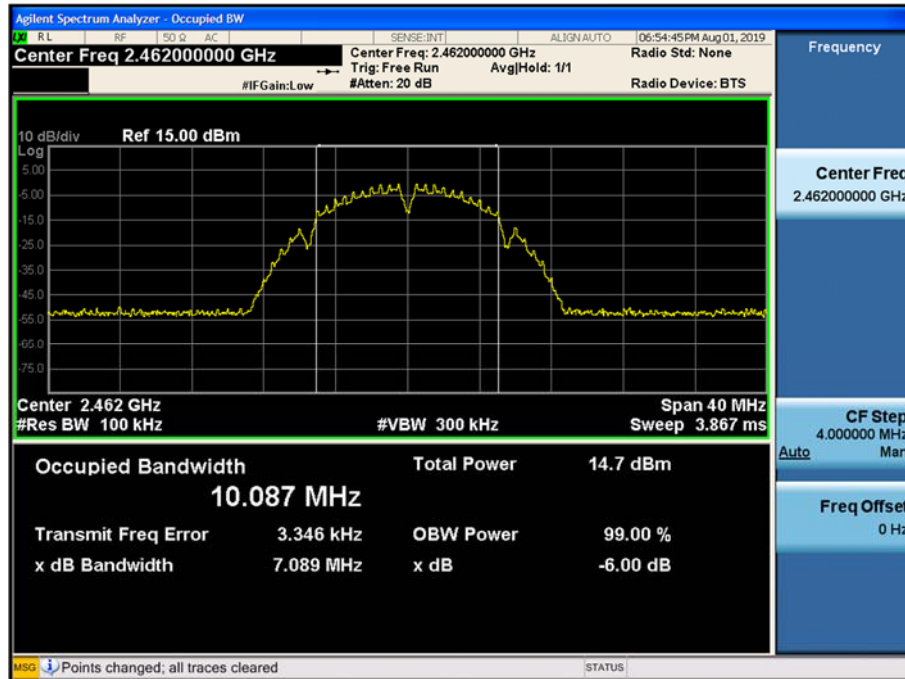 Agilent Spectrum Analyzer - Occupied BW
LXI RL RF 50 Ω AC SENSE:INT ALIGN AUTO 06:54:45 PM Aug 01, 2019
Center Freq 2.462000000 GHz Center Freq: 2.462000000 GHz Radio Std: None Frequency
Trig: Free Run Avg|Hold: 1/1
#IFGain:Low #Atten: 20 dB Radio Device: BTS
10 dB/div Ref 15.00 dBm
Log
5.00
-5.00
-15.0
-25.0
-35.0
-45.0
-55.0
-65.0
-75.0
Center Freq
2.462000000 GHz
Center 2.462 GHz Span 40 MHz
#Res BW 100 kHz #VBW 300 kHz Sweep 3.867 ms
CF Step
4.000000 MHz
Auto Man
Occupied Bandwidth Total Power 14.7 dBm
10.087 MHz
Transmit Freq Error 3.346 kHz OBW Power 99.00 %
x dB Bandwidth 7.089 MHz x dB -6.00 dB
Freq Offset
0 Hz
MSG Points changed; all traces cleared STATUS